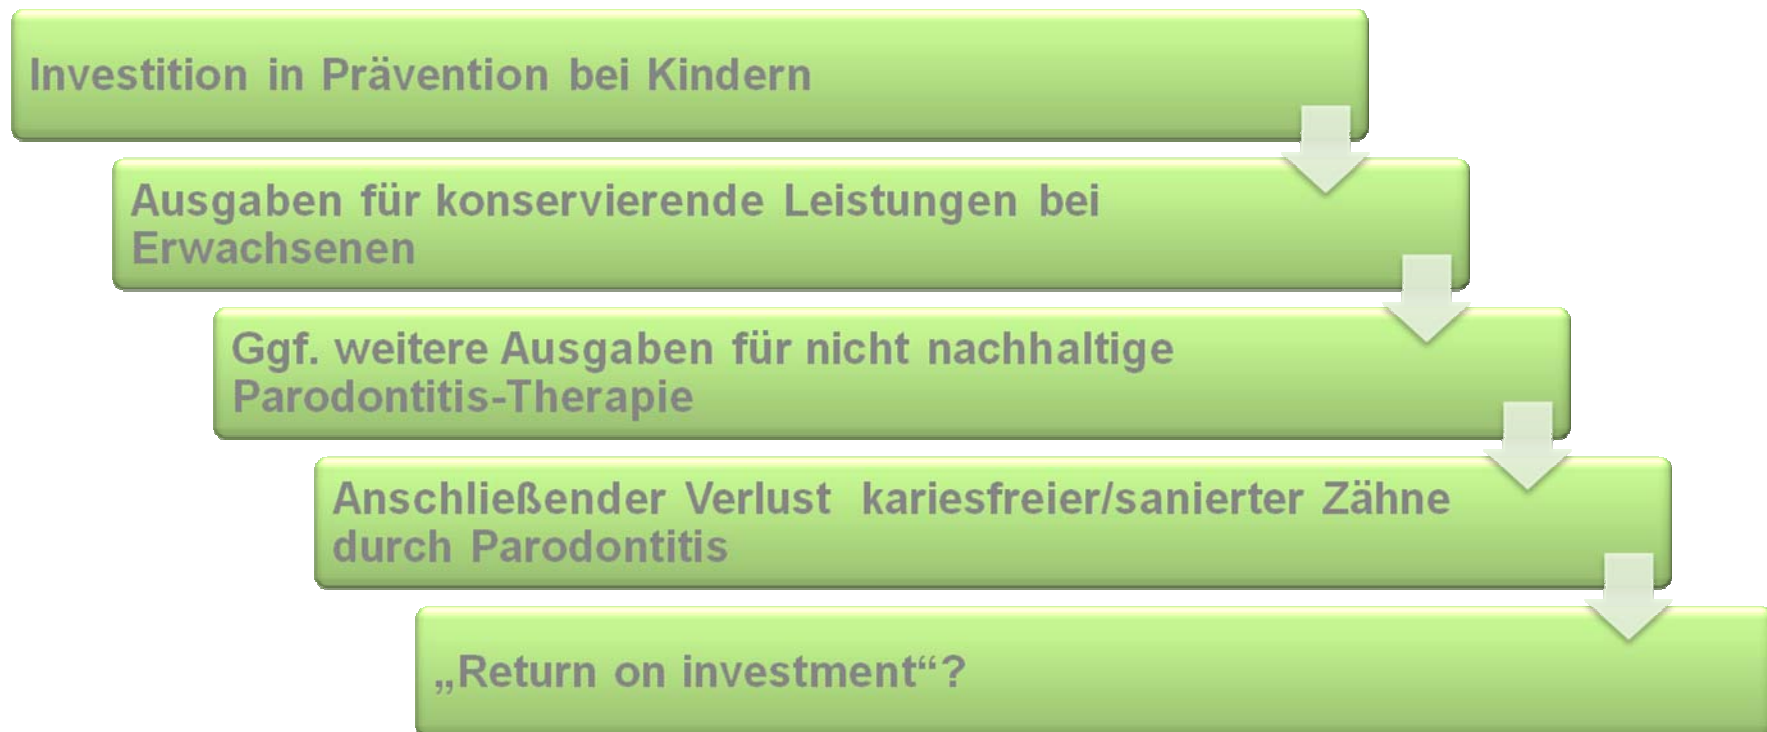 Investition in Prävention bei Kindern
Ausgaben für konservierende Leistungen bei
Erwachsenen
Ggf. weitere Ausgaben für nicht nachhaltige
Parodontitis-Therapie
Anschließender Verlust kariesfreier/sanierter Zähne
durch Parodontitis
„Return on investment“?